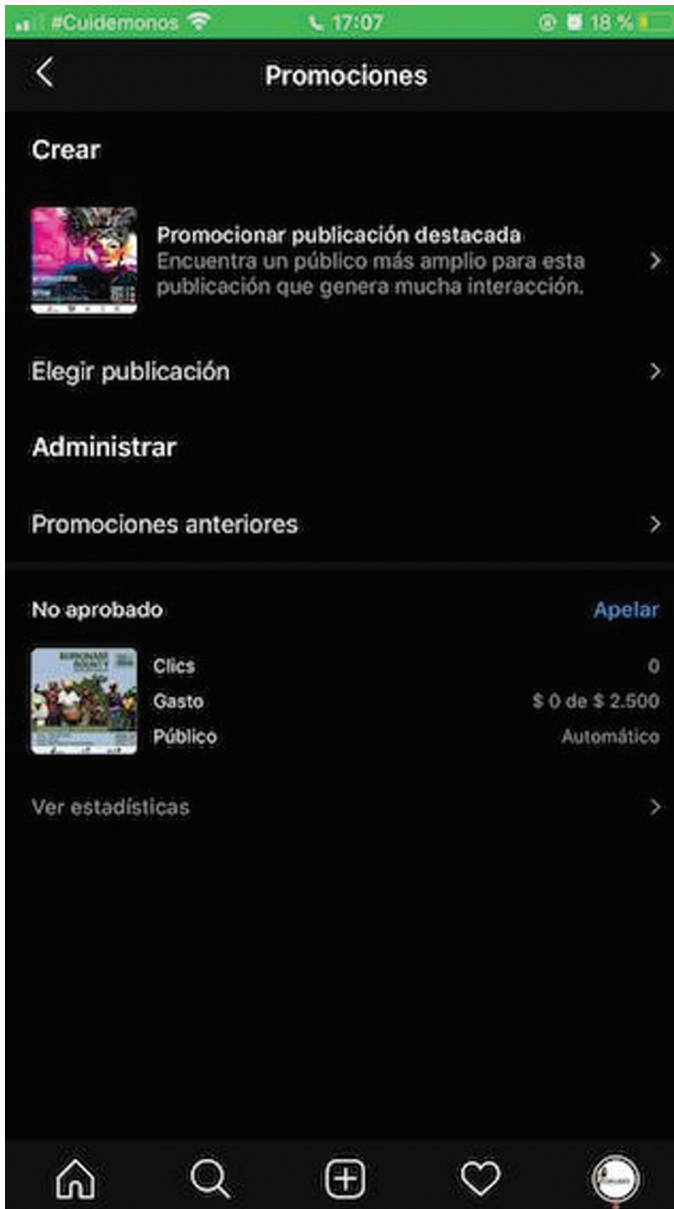 #Cuidemonos 17:07 18 %
Promociones
Crear
Promocionar publicación destacada
Encuentra un público más amplio para esta
publicación que genera mucha interacción.
Elegir publicación
Administrar
Promociones anteriores
No aprobado Apelar
Clics 0
Gasto $ 0 de $ 2.500
Público Automático
Ver estadísticas